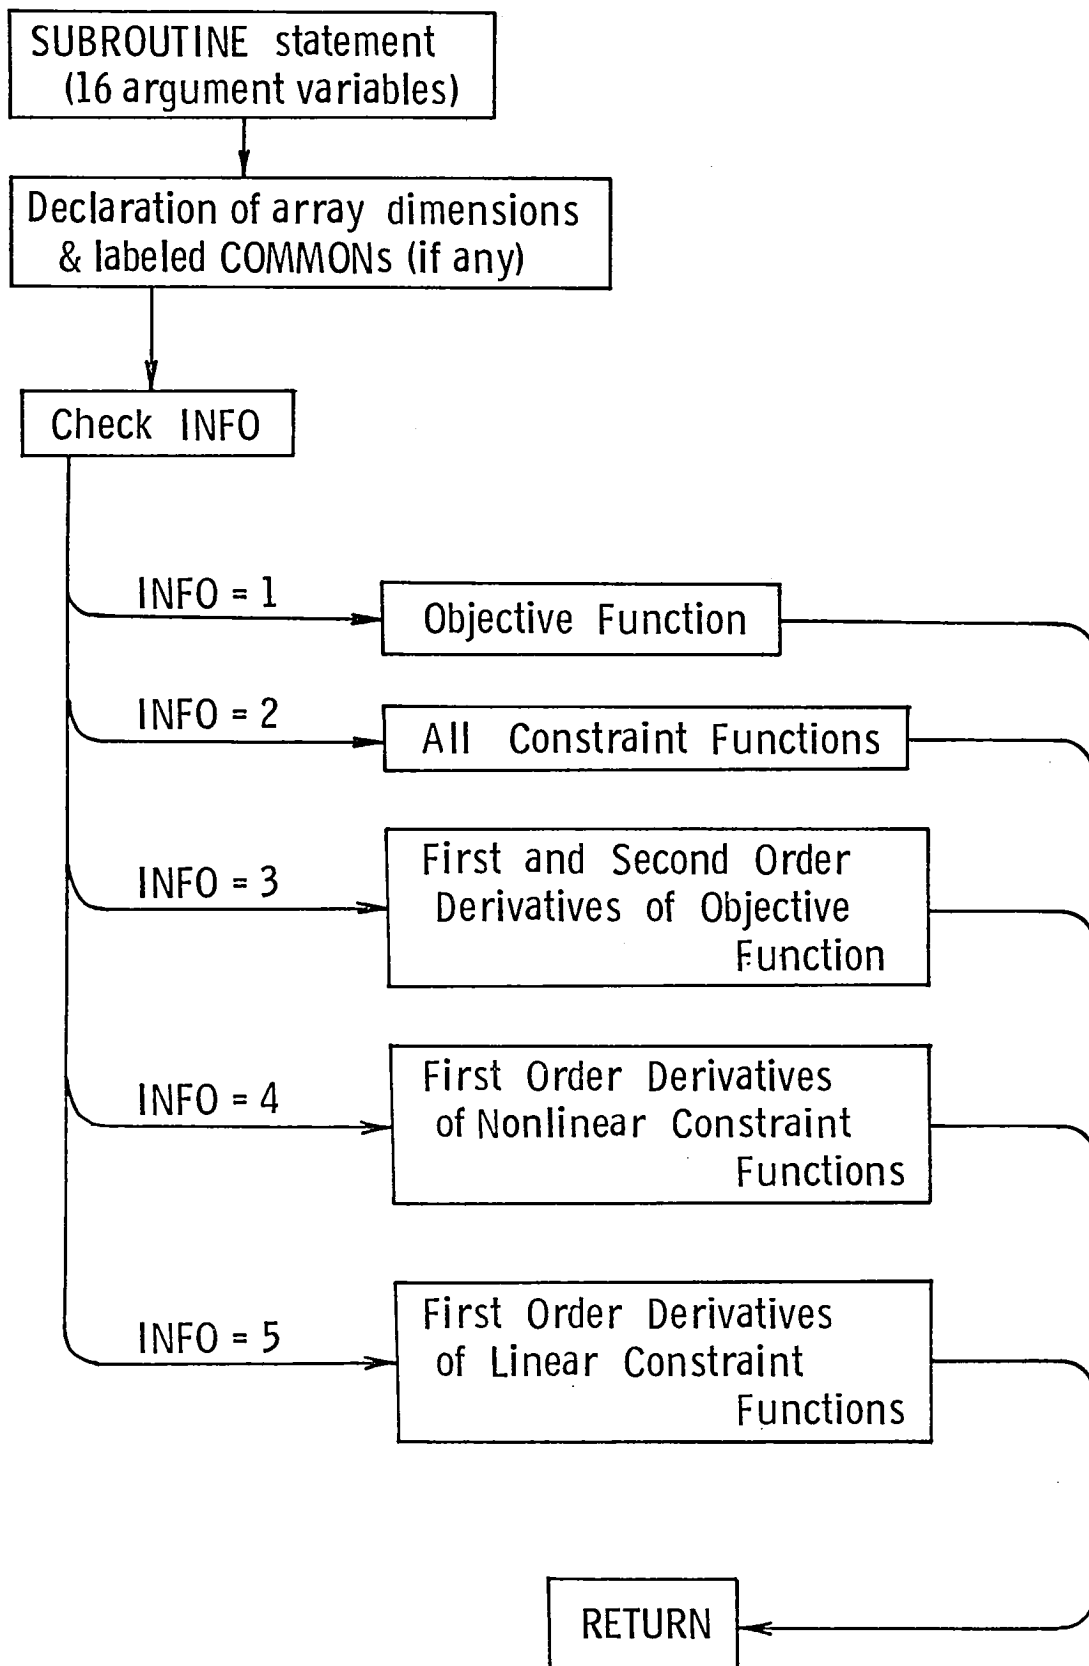 SUBROUTINE statement
(16 argument variables)
Declaration of array dimensions
& labeled COMMONs (if any)
Check INFO
INFO = 1
Objective Function
INFO = 2
All Constraint Functions
INFO = 3
First and Second Order
Derivatives of Objective
Function
INFO = 4
First Order Derivatives
of Nonlinear Constraint
Functions
INFO = 5
First Order Derivatives
of Linear Constraint
Functions
RETURN